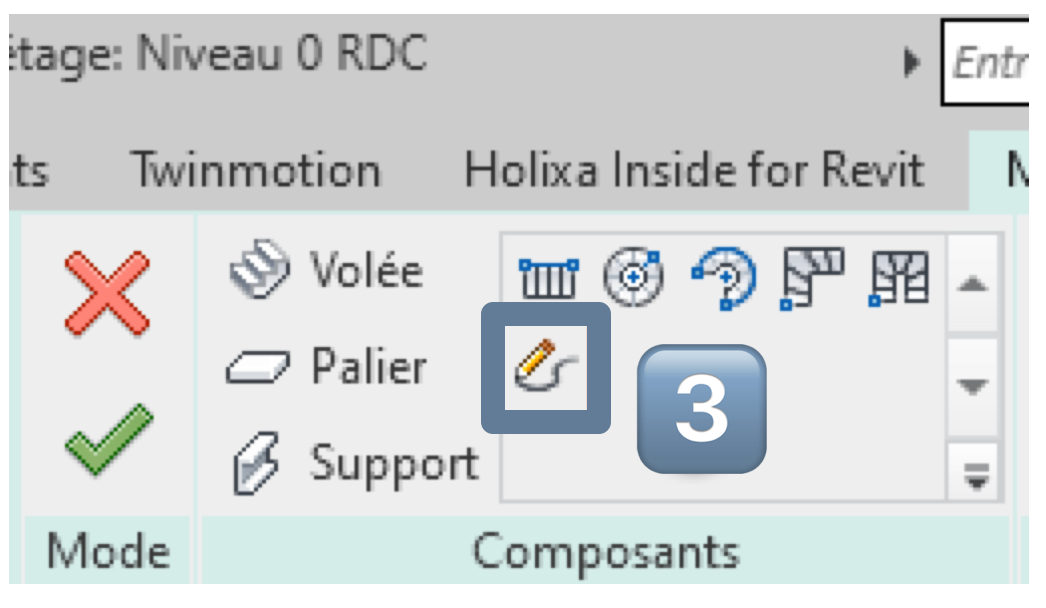 étage: Niveau 0 RDC
Entr
ts Twinmotion Holixa Inside for Revit M
Volée
Palier
3
Support
Mode Composants